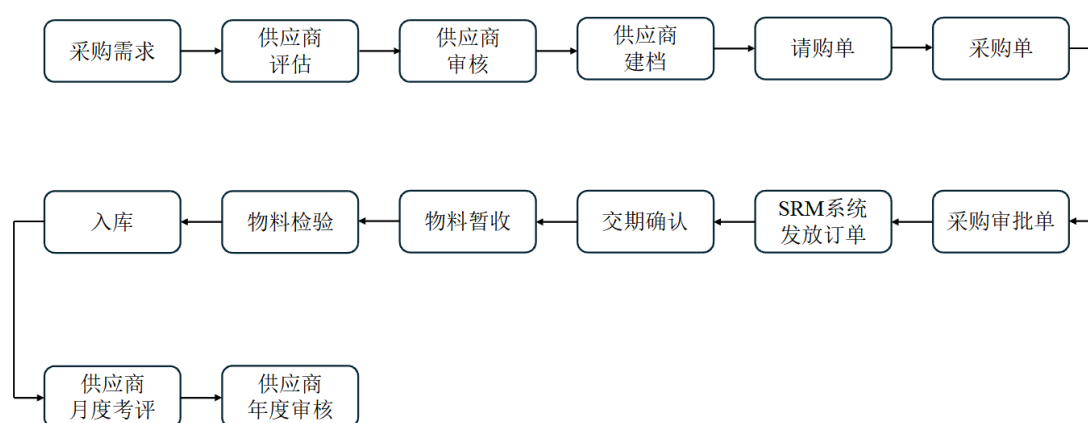 采购需求
供应商
评估
供应商
审核
供应商
建档
请购单
采购单
采购审批单
SRM系统
发放订单
交期确认
物料暂收
物料检验
入库
供应商
月度考评
供应商
年度审核